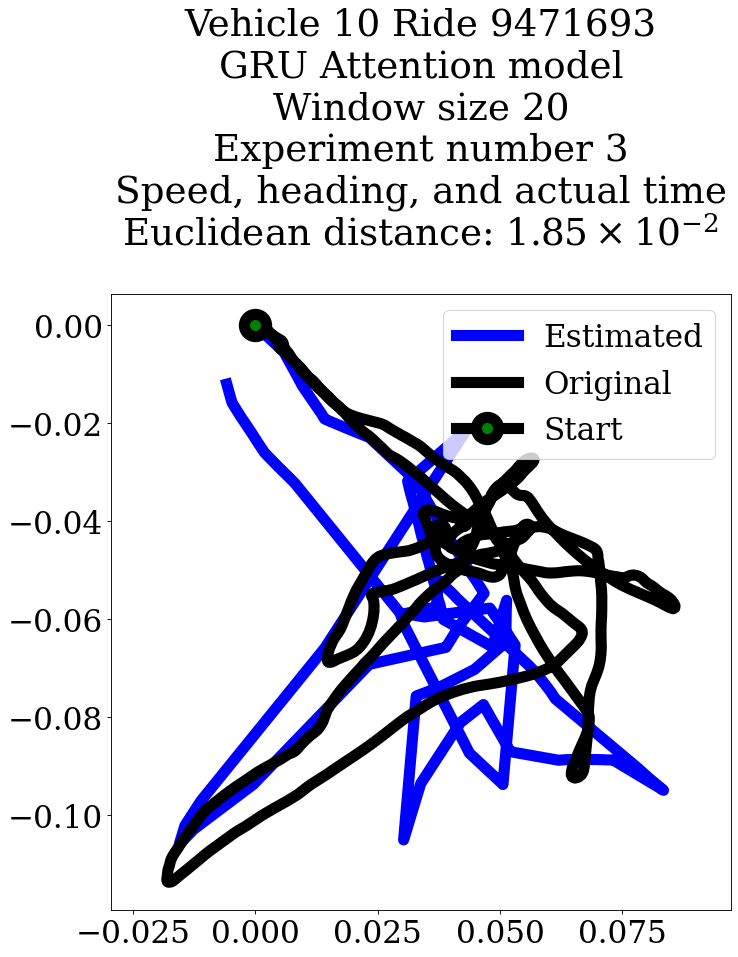 Vehicle 10 Ride 9471693
GRU Attention model
Window size 20
Experiment number 3
Speed, heading, and actual time
Euclidean distance: 1.85 × 10⁻²
Estimated
Original
Start
0.00
−0.02
−0.04
−0.06
−0.08
−0.10
−0.025 0.000 0.025 0.050 0.075